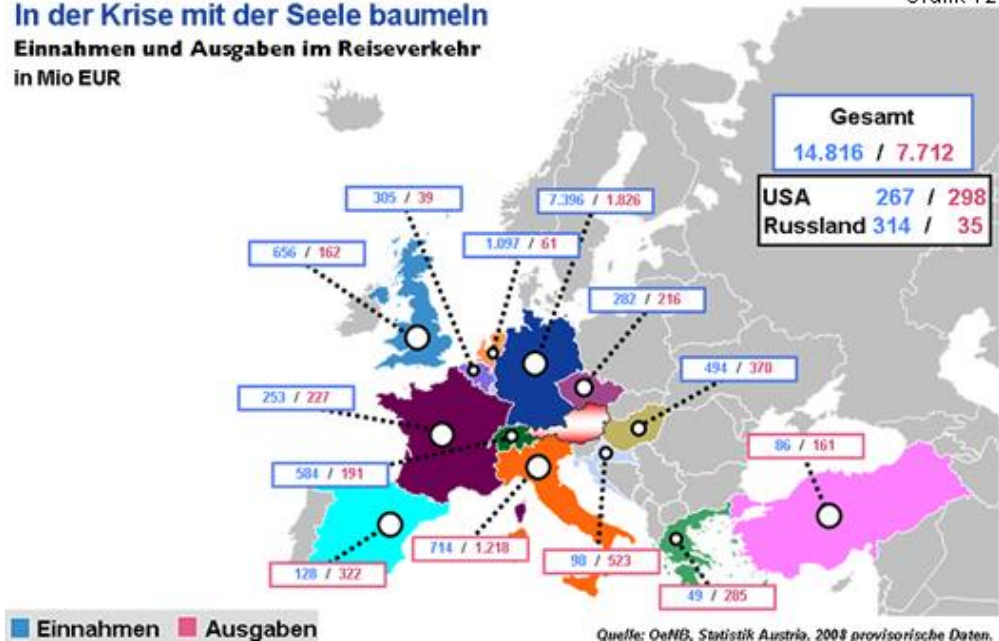 In der Krise mit der Seele baumeln
Einnahmen und Ausgaben im Reiseverkehr
in Mio EUR
Gesamt
14.816 / 7.712
USA 267 / 298
Russland 314 / 35
305 / 39
7.396 / 1.826
656 / 162
1.097 / 61
282 / 216
494 / 370
253 / 227
86 / 161
584 / 191
714 / 1.218
98 / 523
128 / 322
49 / 285
Einnahmen Ausgaben
Quelle: OeNB, Statistik Austria. 2008 provisorische Daten.